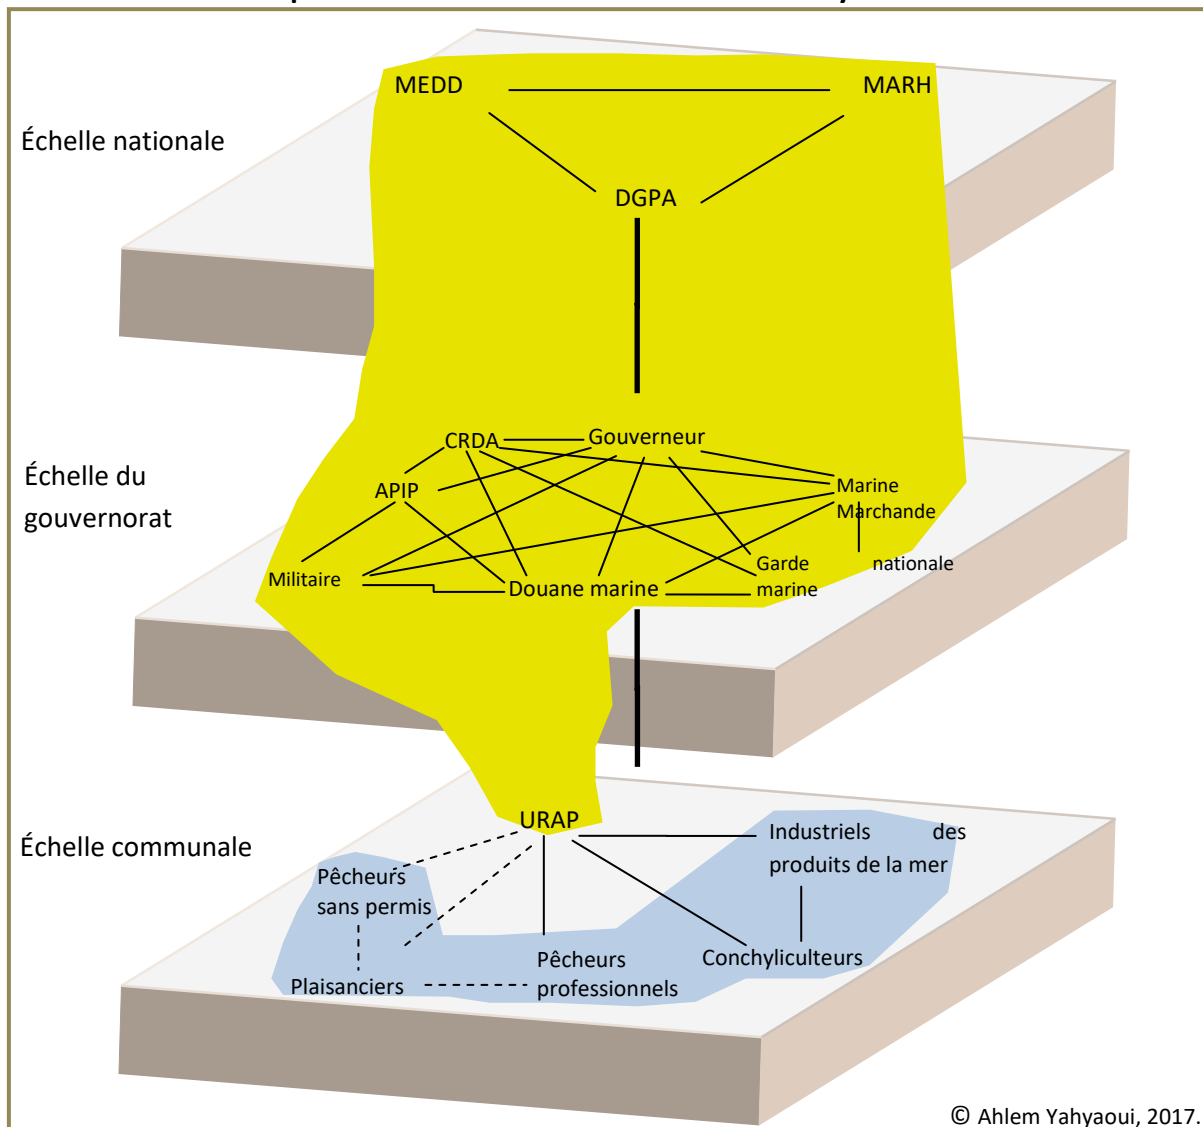 MEDD MARH
Échelle nationale
DGPA
CRDA Gouverneur
Échelle du
gouvernorat
APIP
Marine
Marchande
Militaire
Douane marine
Garde nationale
marine
URAP
Échelle communale
Industriels des
produits de la mer
Pêcheurs
sans permis
Plaisanciers
Pêcheurs
professionnels
Conchyliculteurs
© Ahlem Yahyaoui, 2017.